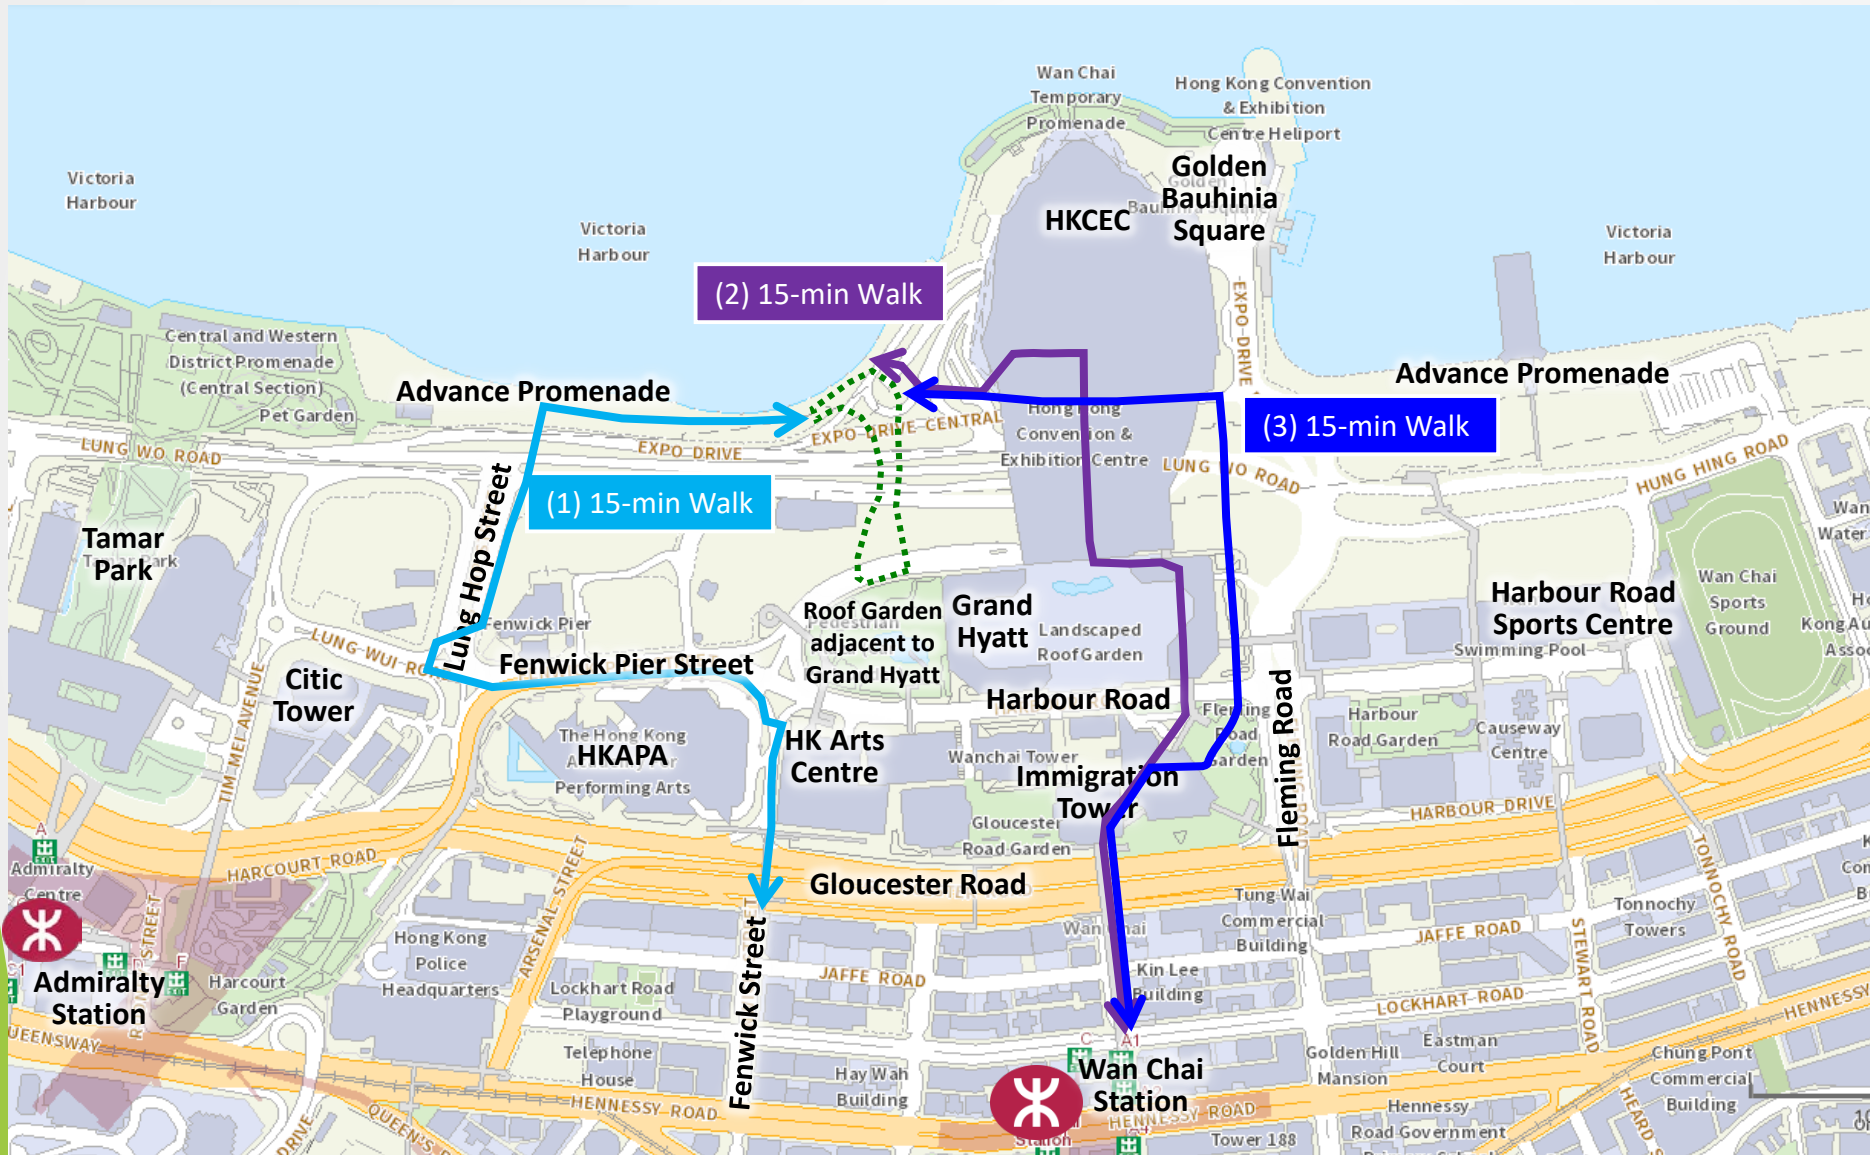 Wan Chai
Temporary
Promenade
Hong Kong Convention
& Exhibition
Centre Heliport
Golden
Bauhinia
Square
HKCEC
Victoria
Harbour
Victoria
Harbour
Victoria
Harbour
(2) 15-min Walk
EXPO DRIVE
Central and Western
District Promenade
(Central Section)
Pet Garden
Advance Promenade
Advance Promenade
(3) 15-min Walk
LUNG WO ROAD
EXPO DRIVE
EXPO DRIVE CENTRAL
Hong Kong
Convention &
Exhibition Centre
LUNG WO ROAD
HUNG HING ROAD
(1) 15-min Walk
Lung Hop Street
Tamar
Park
Tamar Park
Wan Chai
Sports
Ground
Harbour Road
Sports Centre
Swimming Pool
Fenwick Pier
LUNG WUI
Roof Garden
adjacent to
Grand Hyatt
Grand
Hyatt
Landscaped
Roof Garden
Fenwick Pier Street
Citic
Tower
TIM MEI AVENUE
Harbour Road
Fleming
Road
Garden
Fleming Road
Harbour
Road Garden
Causeway
Centre
The Hong Kong
Performing Arts
HKAPA
HK Arts
Centre
Wanchai Tower
Immigration
Tower
Gloucester
Road Garden
HARBOUR DRIVE
HARCOURT ROAD
ARSENAL STREET
Gloucester Road
TONNOCHY ROAD
A
Admiralty
Centre
Admiralty
Station
F
Harcourt
Garden
Hong Kong
Police
Headquarters
Lockhart Road
Playground
JAFFE ROAD
Fenwick Street
Tung Wai
Commercial
Building
JAFFE ROAD
Tonnochy
Towers
STEWART ROAD
Kin Lee
Building
LOCKHART ROAD
HENNESSY
QUEENSWAY
Telephone
House
Hay Wah
Building
HENNESSY ROAD
C
A1
Wan Chai
Station
HENNESSY ROAD
Golden Hill
Mansion
Eastman
Court
Chung Pont
Commercial
Building
Hennessy
Road Government
Tower 188
HEARD
QUEEN'S
DRIVE